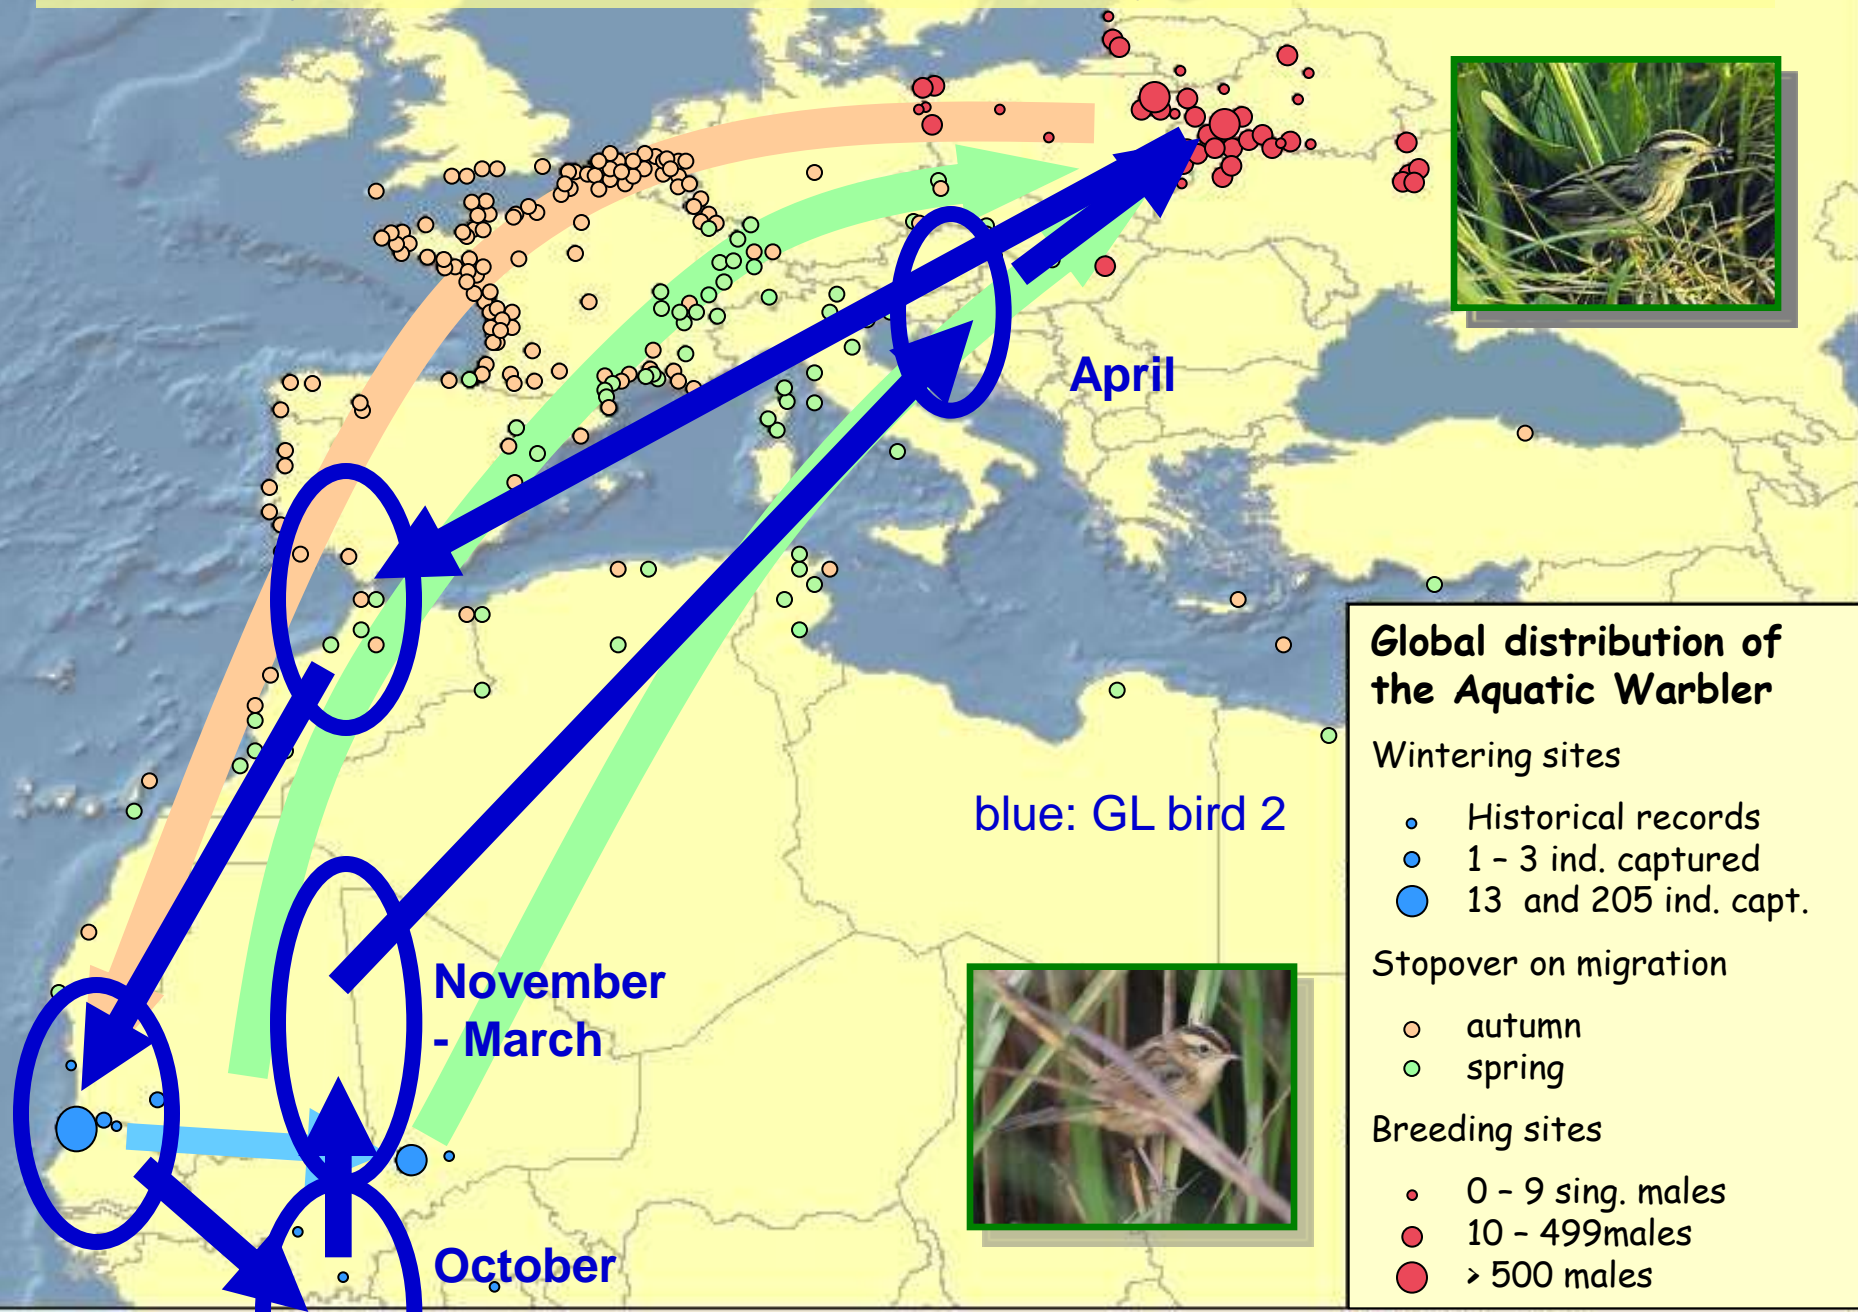 April
blue: GL bird 2
November
- March
October
Global distribution of
the Aquatic Warbler
Wintering sites
Historical records
1 – 3 ind. captured
13 and 205 ind. capt.
Stopover on migration
autumn
spring
Breeding sites
0 – 9 sing. males
10 – 499males
> 500 males